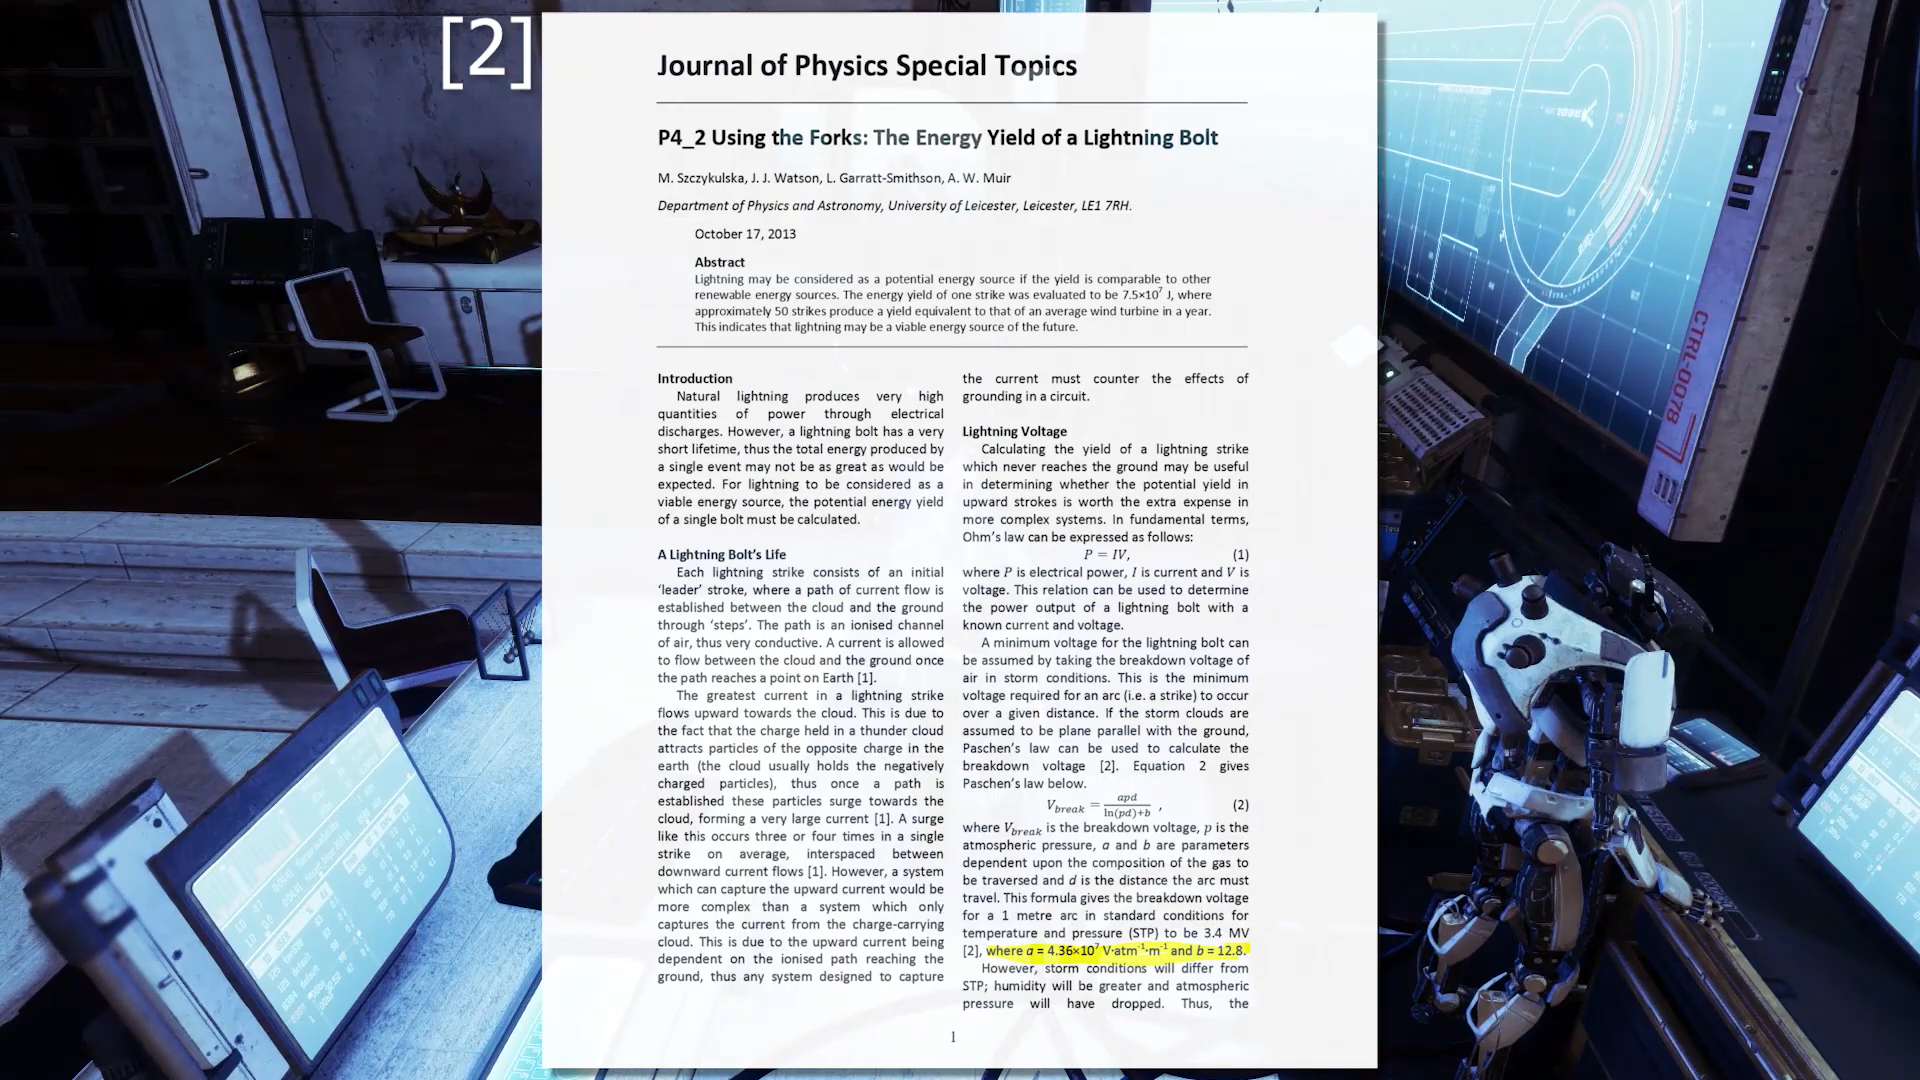 [2]
Journal of Physics Special Topics
P4_2 Using the Forks: The Energy Yield of a Lightning Bolt
M. Szczykulska, J. J. Watson, L. Garratt-Smithson, A. W. Muir
Department of Physics and Astronomy, University of Leicester, Leicester, LE1 7RH.
October 17, 2013
Abstract
Lightning may be considered as a potential energy source if the yield is comparable to other
renewable energy sources. The energy yield of one strike was evaluated to be 7.5×10⁷ J, where
approximately 50 strikes produce a yield equivalent to that of an average wind turbine in a year.
This indicates that lightning may be a viable energy source of the future.
Introduction
Natural lightning produces very high
quantities of power through electrical
discharges. However, a lightning bolt has a very
short lifetime, thus the total energy produced by
a single event may not be as great as would be
expected. For lightning to be considered as a
viable energy source, the potential energy yield
of a single bolt must be calculated.
A Lightning Bolt's Life
Each lightning strike consists of an initial
'leader' stroke, where a path of current flow is
established between the cloud and the ground
through 'steps'. The path is an ionised channel
of air, thus very conductive. A current is allowed
to flow between the cloud and the ground once
the path reaches a point on Earth [1].
The greatest current in a lightning strike
flows upward towards the cloud. This is due to
the fact that the charge held in a thunder cloud
attracts particles of the opposite charge in the
earth (the cloud usually holds the negatively
charged particles), thus once a path is
established these particles surge towards the
cloud, forming a very large current [1]. A surge
like this occurs three or four times in a single
strike on average, interspaced between
downward current flows [1]. However, a system
which can capture the upward current would be
more complex than a system which only
captures the current from the charge-carrying
cloud. This is due to the upward current being
dependent on the ionised path reaching the
ground, thus any system designed to capture
the current must counter the effects of
grounding in a circuit.
Lightning Voltage
Calculating the yield of a lightning strike
which never reaches the ground may be useful
in determining whether the potential yield in
upward strokes is worth the extra expense in
more complex systems. In fundamental terms,
Ohm's law can be expressed as follows:
P = IV, (1)
where P is electrical power, I is current and V is
voltage. This relation can be used to determine
the power output of a lightning bolt with a
known current and voltage.
A minimum voltage for the lightning bolt can
be assumed by taking the breakdown voltage of
air in storm conditions. This is the minimum
voltage required for an arc (i.e. a strike) to occur
over a given distance. If the storm clouds are
assumed to be plane parallel with the ground,
Paschen's law can be used to calculate the
breakdown voltage [2]. Equation 2 gives
Paschen's law below.
V_break = apd / (ln(pd)+b) , (2)
where V_break is the breakdown voltage, p is the
atmospheric pressure, a and b are parameters
dependent upon the composition of the gas to
be traversed and d is the distance the arc must
travel. This formula gives the breakdown voltage
for a 1 metre arc in standard conditions for
temperature and pressure (STP) to be 3.4 MV
[2], where a = 4.36×10⁷ V·atm⁻¹·m⁻¹ and b = 12.8.
However, storm conditions will differ from
STP; humidity will be greater and atmospheric
pressure will have dropped. Thus, the
1
CTRL-0078